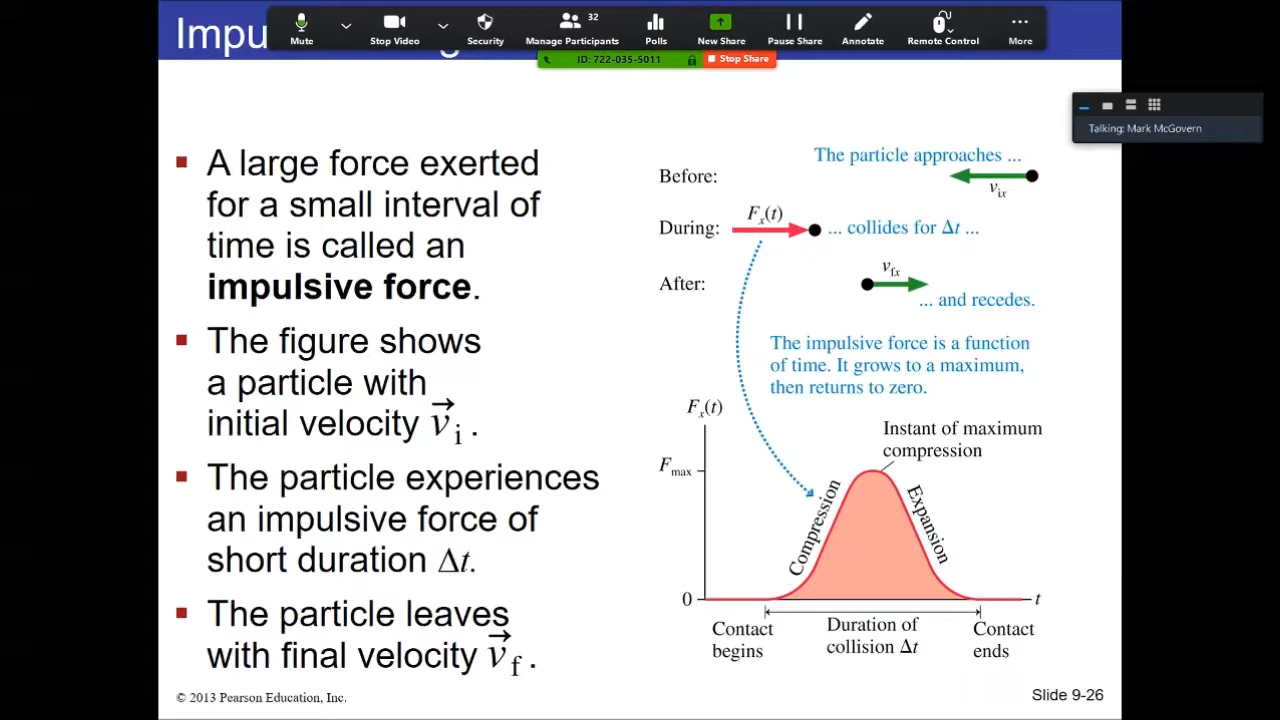 Mute
Stop Video
Security
32
Manage Participants
Polls
New Share
Pause Share
Annotate
Remote Control
More
ID: 722-035-5011
Stop Share
Talking: Mark McGovern
A large force exerted
for a small interval of
time is called an
impulsive force.
The figure shows
a particle with
initial velocity v⃗i .
The particle experiences
an impulsive force of
short duration Δt.
The particle leaves
with final velocity v⃗f .
The particle approaches ...
Before:
vix
During:
Fx(t)
... collides for Δt ...
After:
vfx
... and recedes.
The impulsive force is a function
of time. It grows to a maximum,
then returns to zero.
Fx(t)
Instant of maximum
compression
Fmax
Compression
Expansion
0
t
Contact
begins
Duration of
collision Δt
Contact
ends
© 2013 Pearson Education, Inc.
Slide 9-26